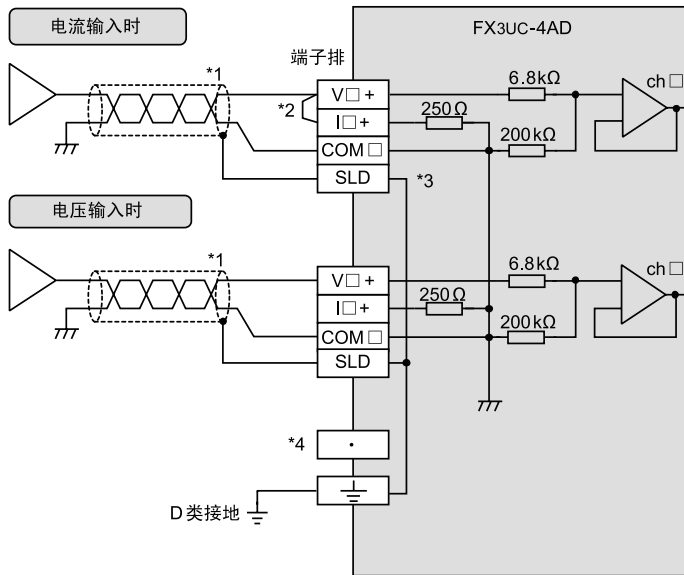 电流输入时
FX3UC-4AD
端子排
*1
V□+
6.8kΩ
ch□
*2
I□+
250Ω
COM□
200kΩ
SLD
*3
电压输入时
*1
V□+
6.8kΩ
ch□
I□+
250Ω
COM□
200kΩ
SLD
*4
·
D类接地